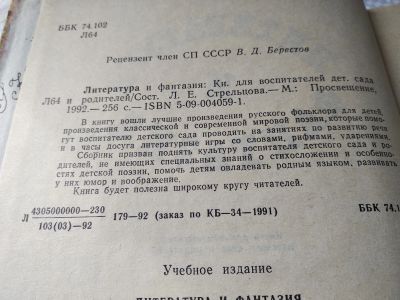 ББК 74.102
Л64
Рецензент член СП СССР В. Д. Берестов
Литература и фантазия: Кн. для воспитателей дет. сада
Л64 и родителей/Сост. Л. Е. Стрельцова.— М.: Просвещение,
1992.— 256 с.— ISBN 5-09-004059-1.
В книгу вошли лучшие произведения русского фольклора для детей,
произведения классической и современной мировой поэзии, которые помо-
гут воспитателю детского сада проводить на занятиях по развитию речи
и в часы досуга литературные игры со словами, рифмами, ударениями.
Сборник призван поднять культуру воспитателя детского сада и ро-
дителей, не имеющих специальных знаний о стихосложении и особенно-
стях детской поэзии, помочь детям овладевать родным языком, развивать
у них юмор и воображение.
Книга будет полезна широкому кругу читателей.
Л 4305000000—230
103(03)—92 179—92 (заказ по КБ—34—1991) ББК 74.
Учебное издание
ЛИТЕРАТУРА И ФАНТАЗИЯ